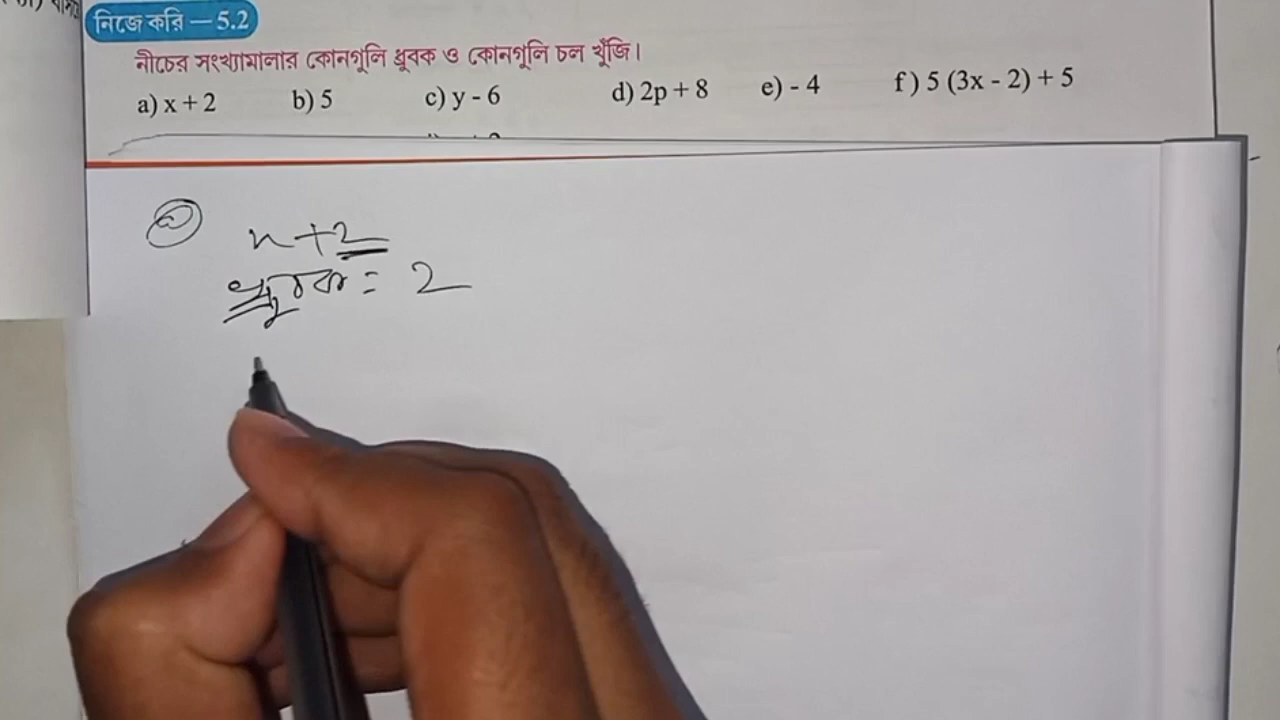 নিজে করি — 5.2
নীচের সংখ্যামালার কোনগুলি ধ্রুবক ও কোনগুলি চল খুঁজি।
a) x + 2 b) 5 c) y - 6 d) 2p + 8 e) - 4 f) 5 (3x - 2) + 5
x + 2
ধ্রুবক = 2